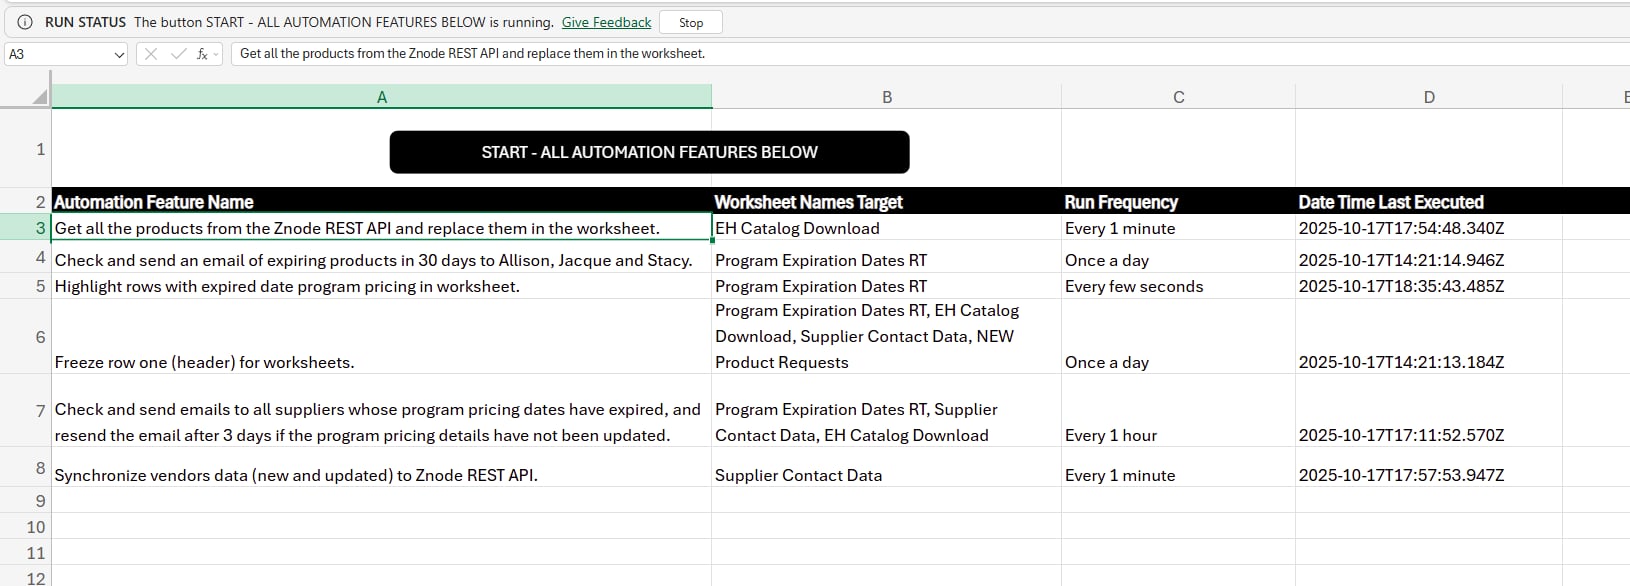 RUN STATUS The button START - ALL AUTOMATION FEATURES BELOW is running. Give Feedback Stop
A3 fx Get all the products from the Znode REST API and replace them in the worksheet.
A B C D E
1 START - ALL AUTOMATION FEATURES BELOW
2 Automation Feature Name Worksheet Names Target Run Frequency Date Time Last Executed
3 Get all the products from the Znode REST API and replace them in the worksheet. EH Catalog Download Every 1 minute 2025-10-17T17:54:48.340Z
4 Check and send an email of expiring products in 30 days to Allison, Jacque and Stacy. Program Expiration Dates RT Once a day 2025-10-17T14:21:14.946Z
5 Highlight rows with expired date program pricing in worksheet. Program Expiration Dates RT Every few seconds 2025-10-17T18:35:43.485Z
Program Expiration Dates RT, EH Catalog
6 Download, Supplier Contact Data, NEW
Freeze row one (header) for worksheets. Product Requests Once a day 2025-10-17T14:21:13.184Z
7 Check and send emails to all suppliers whose program pricing dates have expired, and Program Expiration Dates RT, Supplier
resend the email after 3 days if the program pricing details have not been updated. Contact Data, EH Catalog Download Every 1 hour 2025-10-17T17:11:52.570Z
8 Synchronize vendors data (new and updated) to Znode REST API. Supplier Contact Data Every 1 minute 2025-10-17T17:57:53.947Z
9
10
11
12